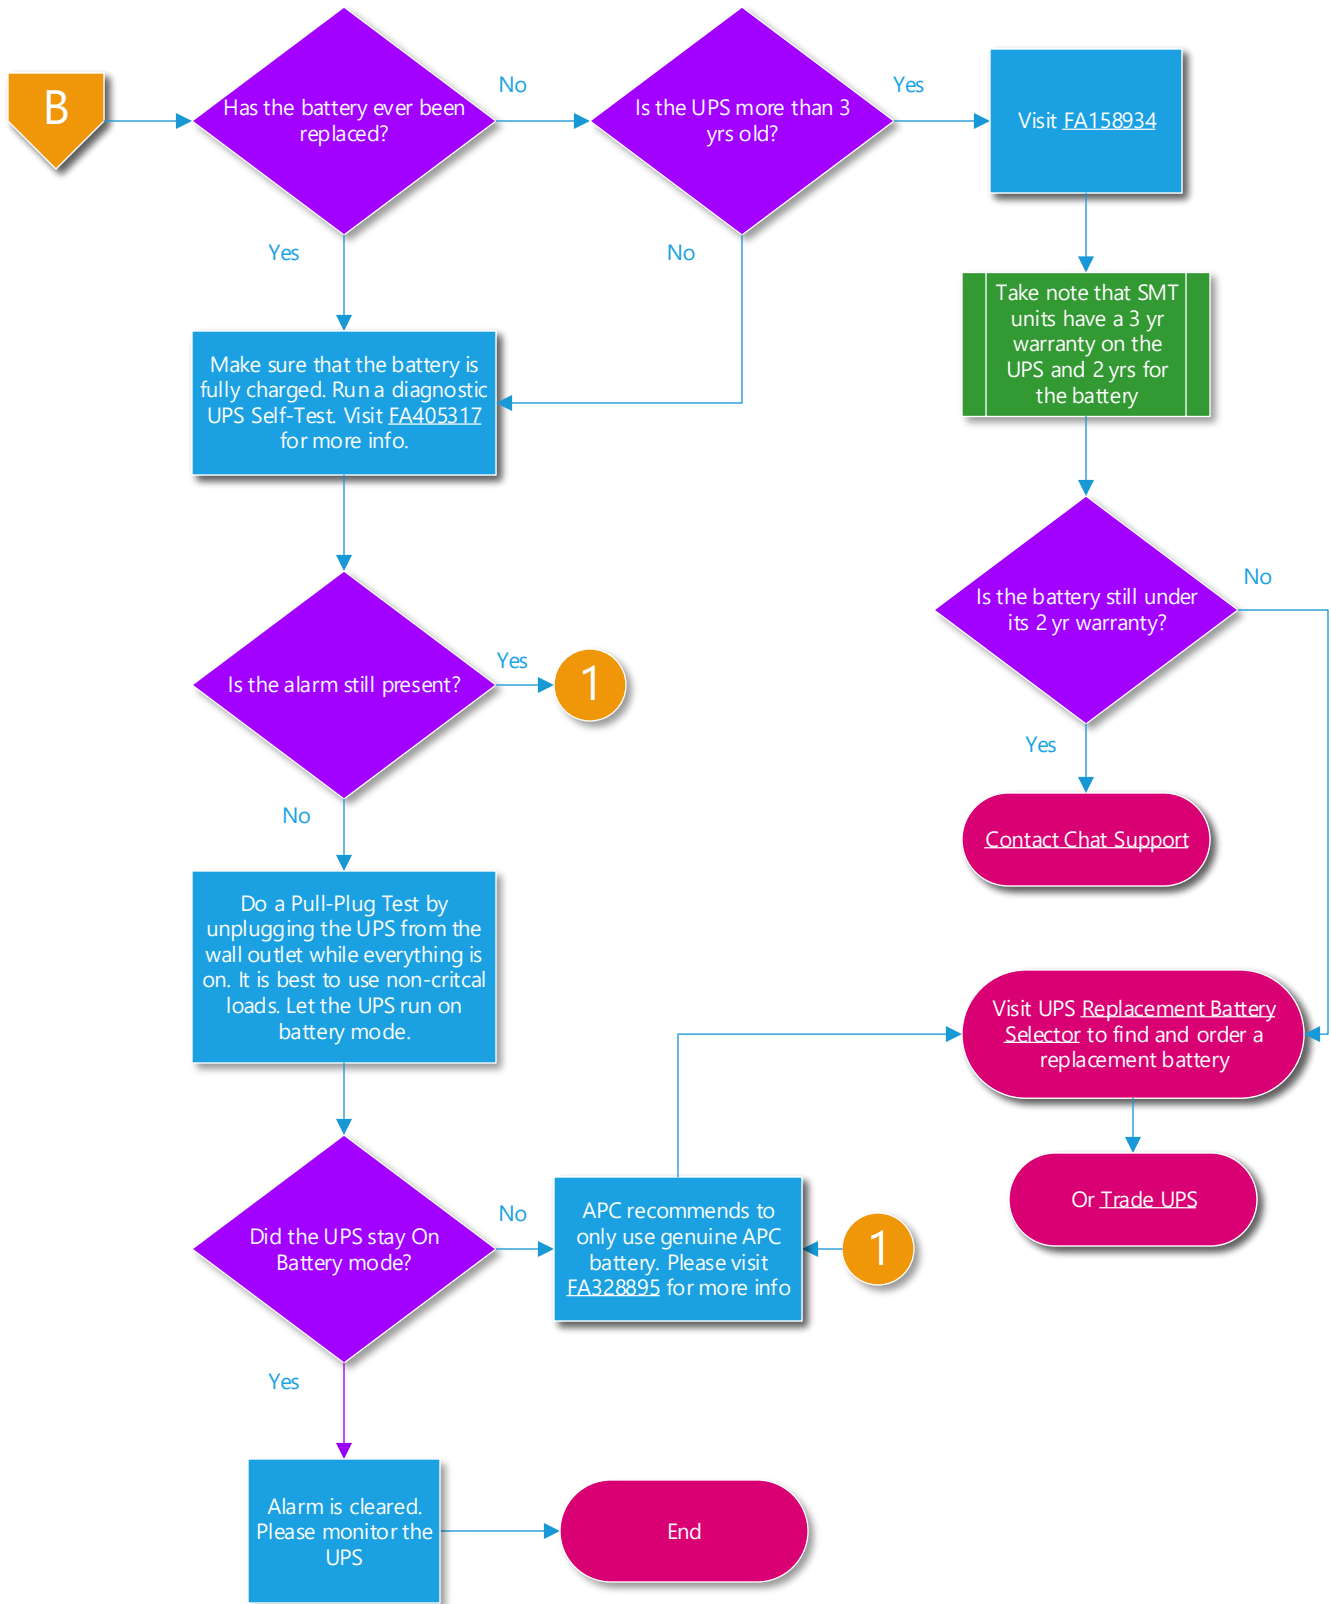 B
Has the battery ever been
replaced?
No
Is the UPS more than 3
yrs old?
Yes
Visit FA158934
Yes
No
Take note that SMT
units have a 3 yr
warranty on the
UPS and 2 yrs for
the battery
Make sure that the battery is
fully charged. Run a diagnostic
UPS Self-Test. Visit FA405317
for more info.
Is the battery still under
its 2 yr warranty?
No
Yes
Is the alarm still present?
Yes
1
No
Contact Chat Support
Do a Pull-Plug Test by
unplugging the UPS from the
wall outlet while everything is
on. It is best to use non-critcal
loads. Let the UPS run on
battery mode.
Visit UPS Replacement Battery
Selector to find and order a
replacement battery
Or Trade UPS
Did the UPS stay On
Battery mode?
No
APC recommends to
only use genuine APC
battery. Please visit
FA328895 for more info
1
Yes
Alarm is cleared.
Please monitor the
UPS
End